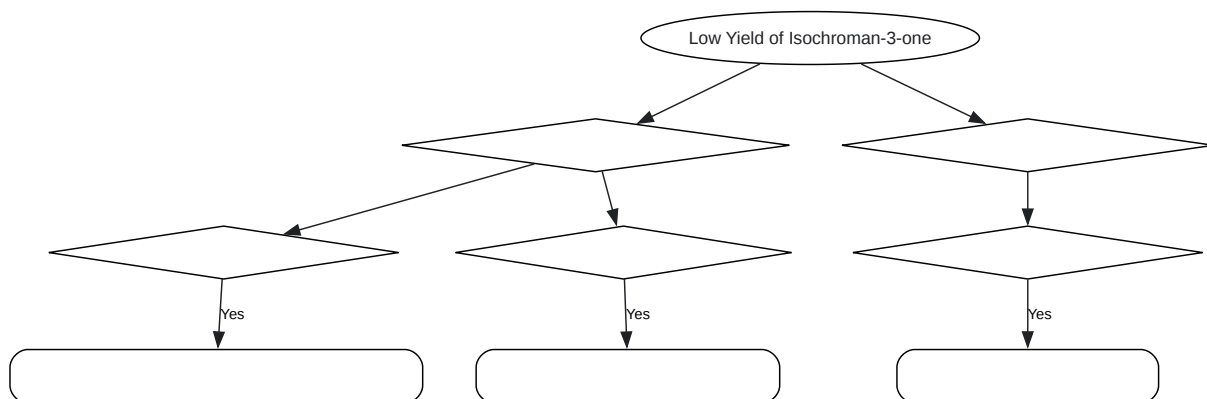 Low Yield of Isochroman-3-one
Yes
Yes
Yes